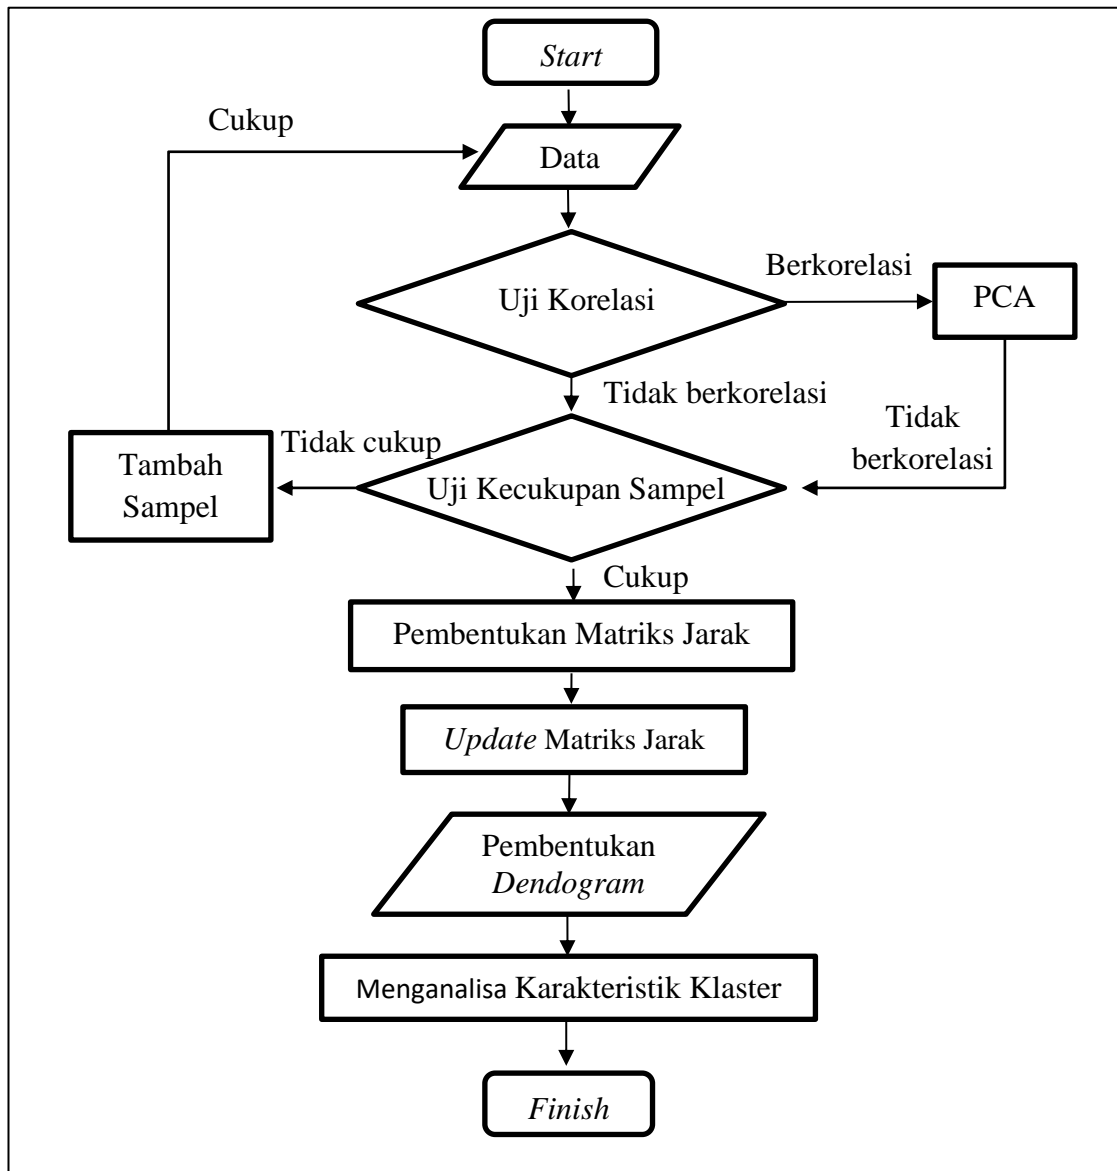 Start
Cukup
Data
Berkorelasi
PCA
Uji Korelasi
Tidak berkorelasi
Tidak
berkorelasi
Tidak cukup
Tambah
Sampel
Uji Kecukupan Sampel
Cukup
Pembentukan Matriks Jarak
Update Matriks Jarak
Pembentukan
Dendogram
Menganalisa Karakteristik Klaster
Finish